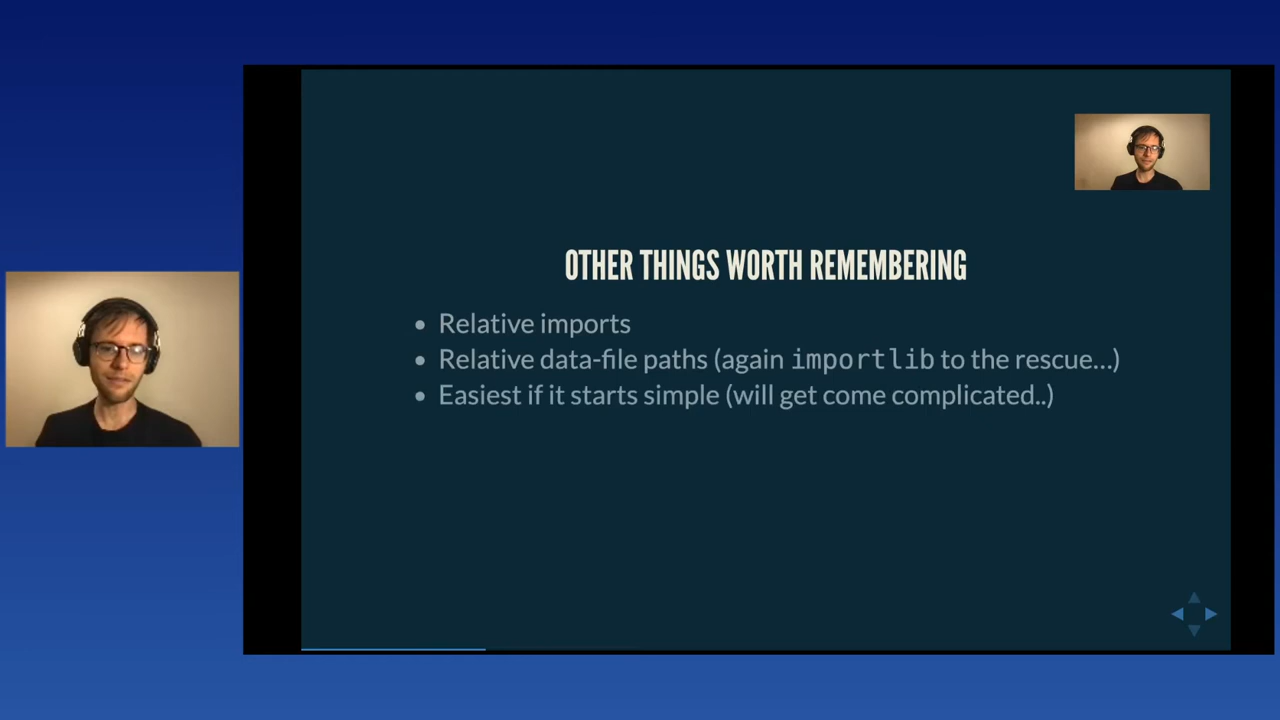 OTHER THINGS WORTH REMEMBERING
Relative imports
Relative data-file paths (again importlib to the rescue...)
Easiest if it starts simple (will get come complicated..)